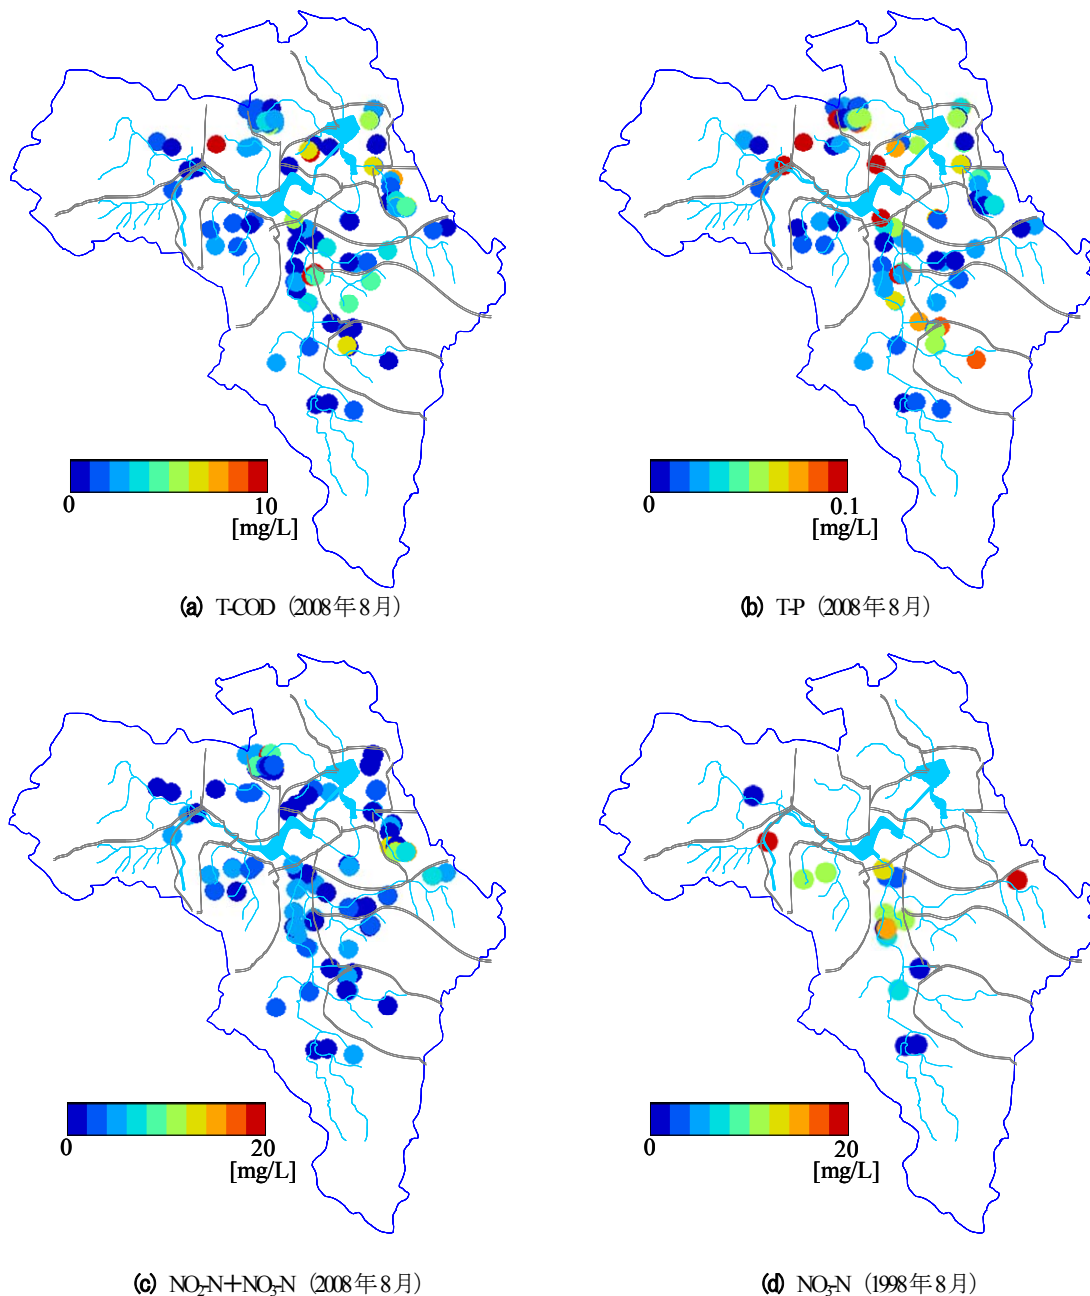 0 10
[mg/L]
(a) T-COD (2008年8月)
0 0.1
[mg/L]
(b) T-P (2008年8月)
0 20
[mg/L]
(c) NO₂-N+NO₃-N (2008年8月)
0 20
[mg/L]
(d) NO₃-N (1998年8月)